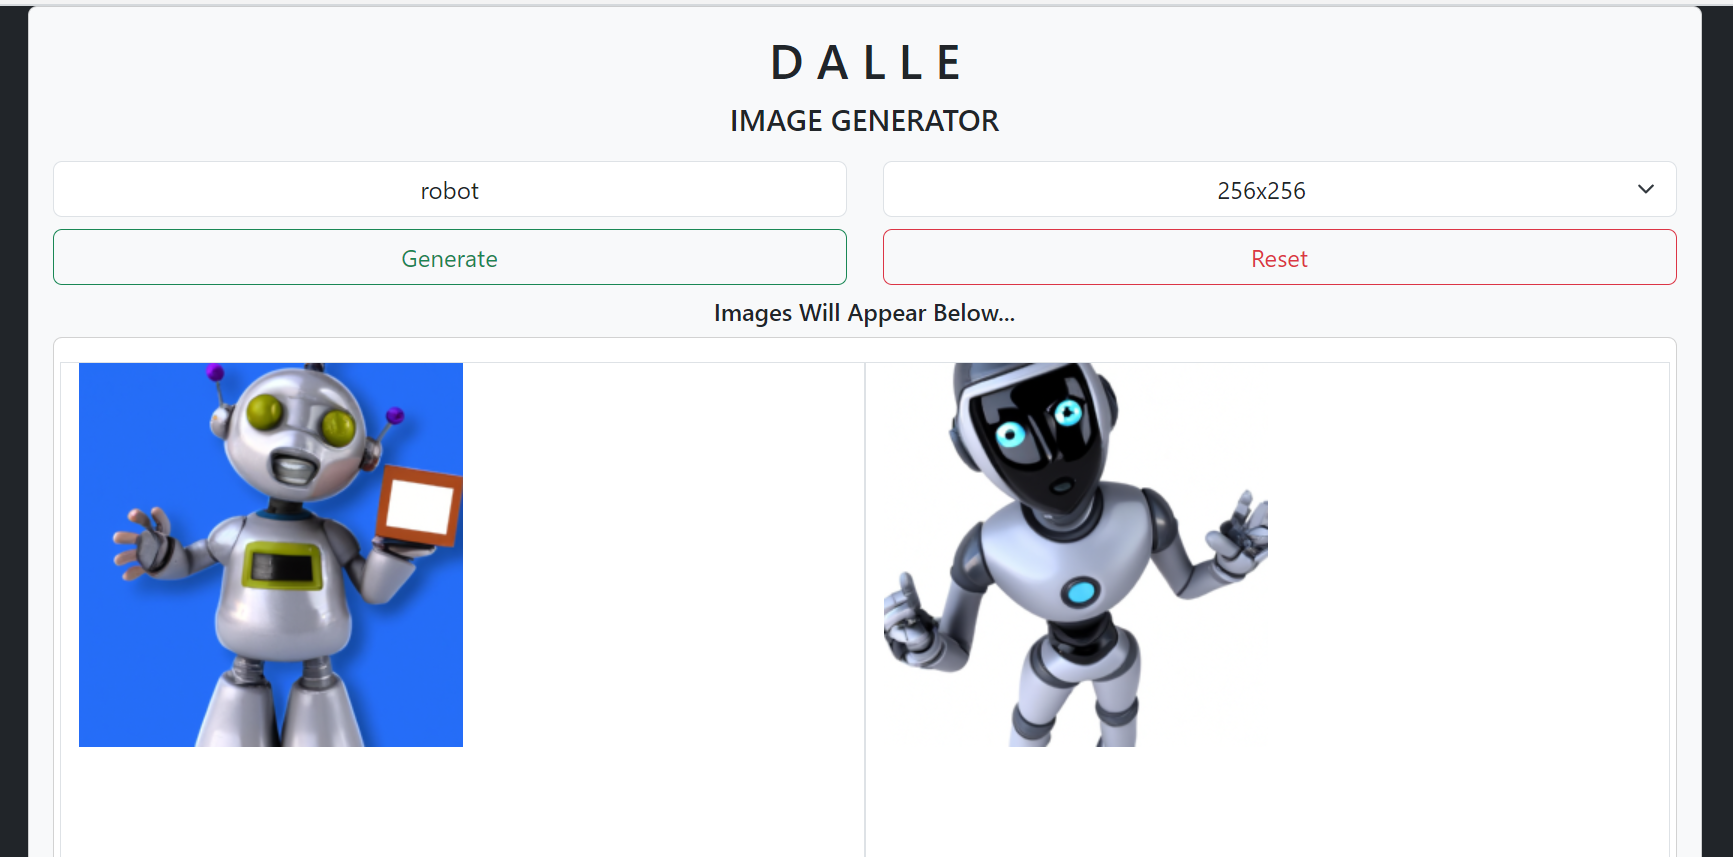 D A L L E
IMAGE GENERATOR
robot
256x256
Generate
Reset
Images Will Appear Below...